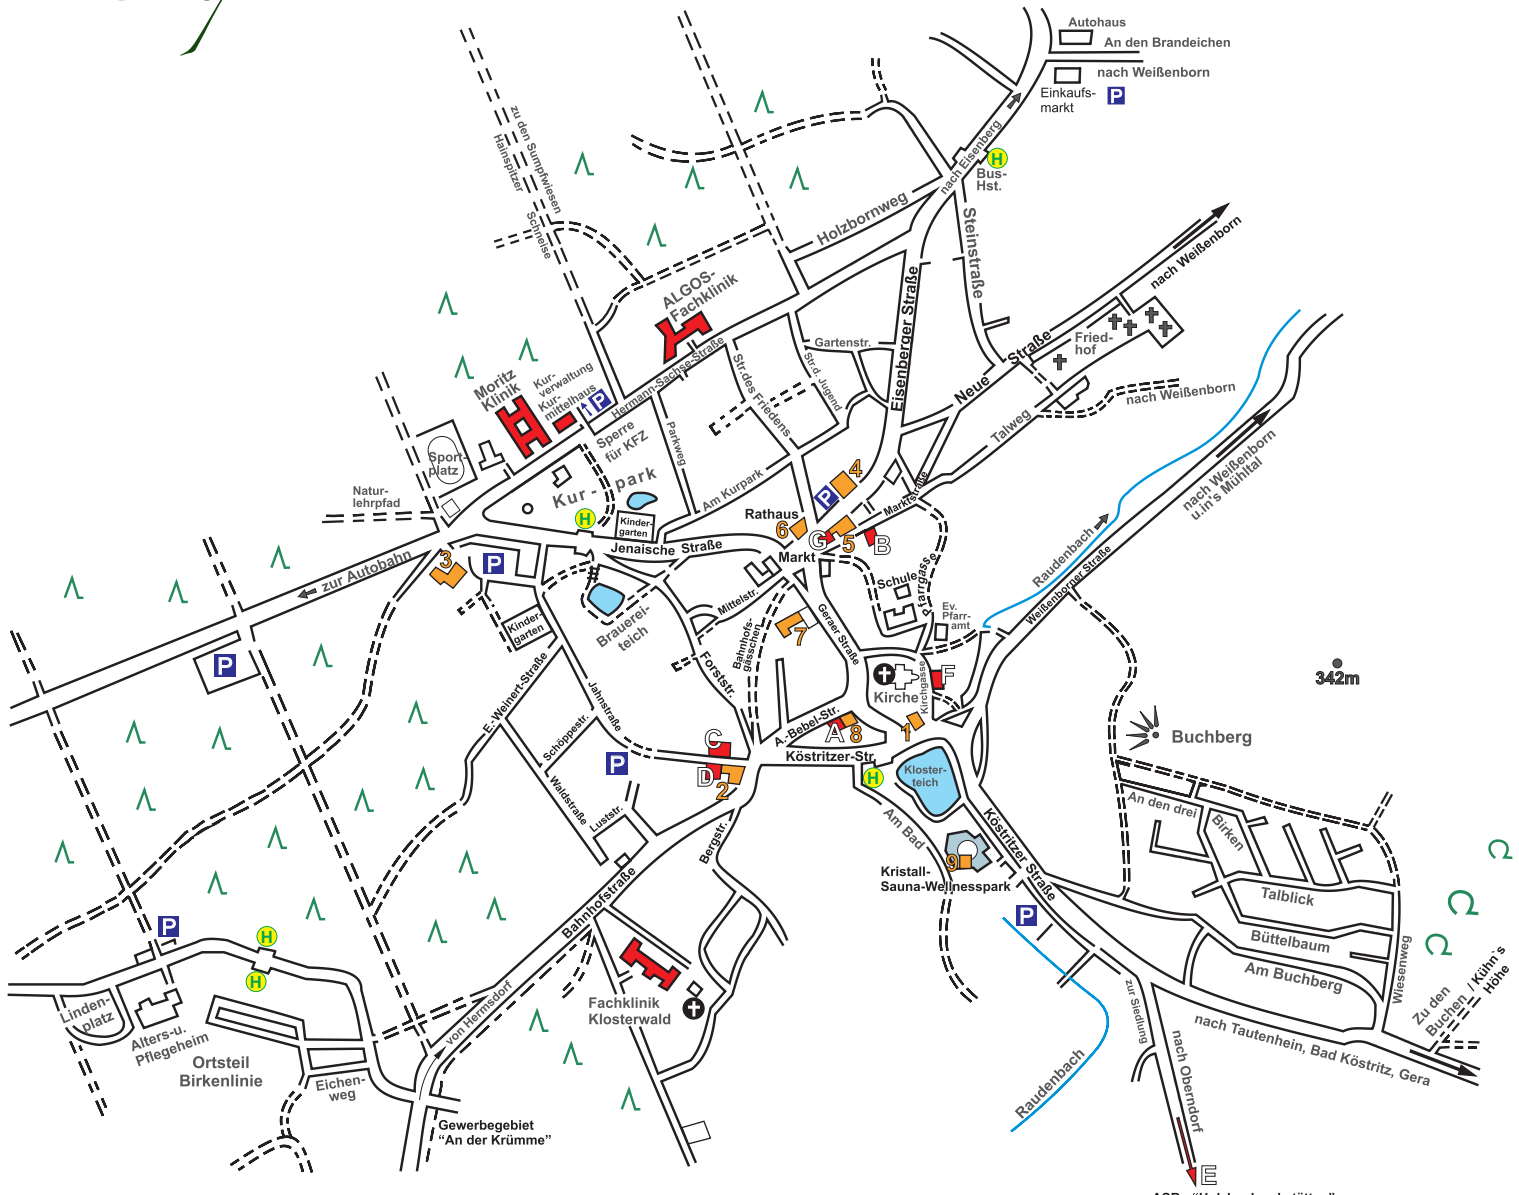 Autohaus
An den Brandeichen
nach Weißenborn
Einkaufs-
markt
P
nach Eisenberg
H
Bus-
Hst.
zu den Sumpfwiesen
Hainspitzer
Schneise
Holzbornweg
Steinstraße
nach Weißenborn
ALGOS-
Fachklinik
Eisenberger Straße
Gartenstr.
Str.d. Jugend
Str.des Friedens
Hermann-Sachse-Straße
Neue Straße
Fried-
hof
nach Weißenborn
Talweg
Moritz
Klinik
Kur-
verwaltung
Kur-
mittelhaus
P
Sperre
für KFZ
Parkweg
Sport-
platz
Natur-
lehrpfad
Kur-park
Am Kurpark
4
P
Marktstraße
nach Weißenborn
u.in's Mühltal
H
Kinder-
garten
Rathaus
6
G
5
B
Jenaische Straße
Markt
Raudenbach
Weißenborner Straße
zur Autobahn
3
P
Schule
Pfarrgasse
Ev.
Pfarr-
amt
Kinder-
garten
Brauerei-
teich
Mittelstr.
Bahnhofs-
gässchen
7
Geraer Straße
P
E.-Weinert-Straße
Forststr.
Kirche
Kirchgasse
F
342m
Jahnstraße
Schöppestr.
A.-Bebel-Str.
A
8
1
Buchberg
C
D
2
P
Köstritzer-Str.
H
Kloster-
teich
Waldstraße
Luststr.
Bergstr.
Am Bad
Köstritzer Straße
An den drei
Birken
9
Kristall-
Sauna-Wellnesspark
Talblick
Büttelbaum
Am Buchberg
Wiesenweg
P
P
H
H
Bahnhofstraße
Fachklinik
Klosterwald
von Hermsdorf
Zu den
Buchen / Kühn`s
Höhe
Linden-
platz
Alters-u.
Pflegeheim
Ortsteil
Birkenlinie
Eichen-
weg
zur Siedlung
nach Oberndorf
nach Tautenhein, Bad Köstritz, Gera
Raudenbach
Gewerbegebiet
“An der Krümme”
E